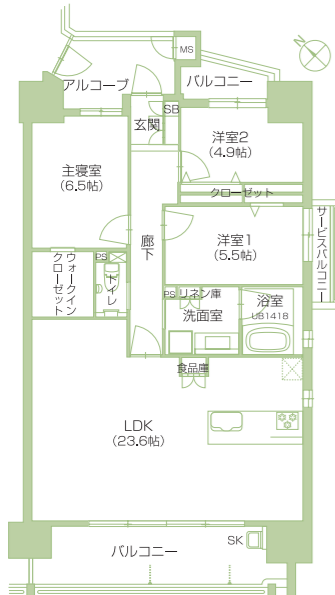 N
MS
アルコーブ
バルコニー
SB
玄関
洋室2
(4.9帖)
主寝室
(6.5帖)
クローゼット
廊下
洋室1
(5.5帖)
サービスバルコニー
ウォークイン
クローゼット
PS
トイレ
PS
リネン庫
洗面室
浴室
UB1418
食品庫
LDK
(23.6帖)
バルコニー
SK